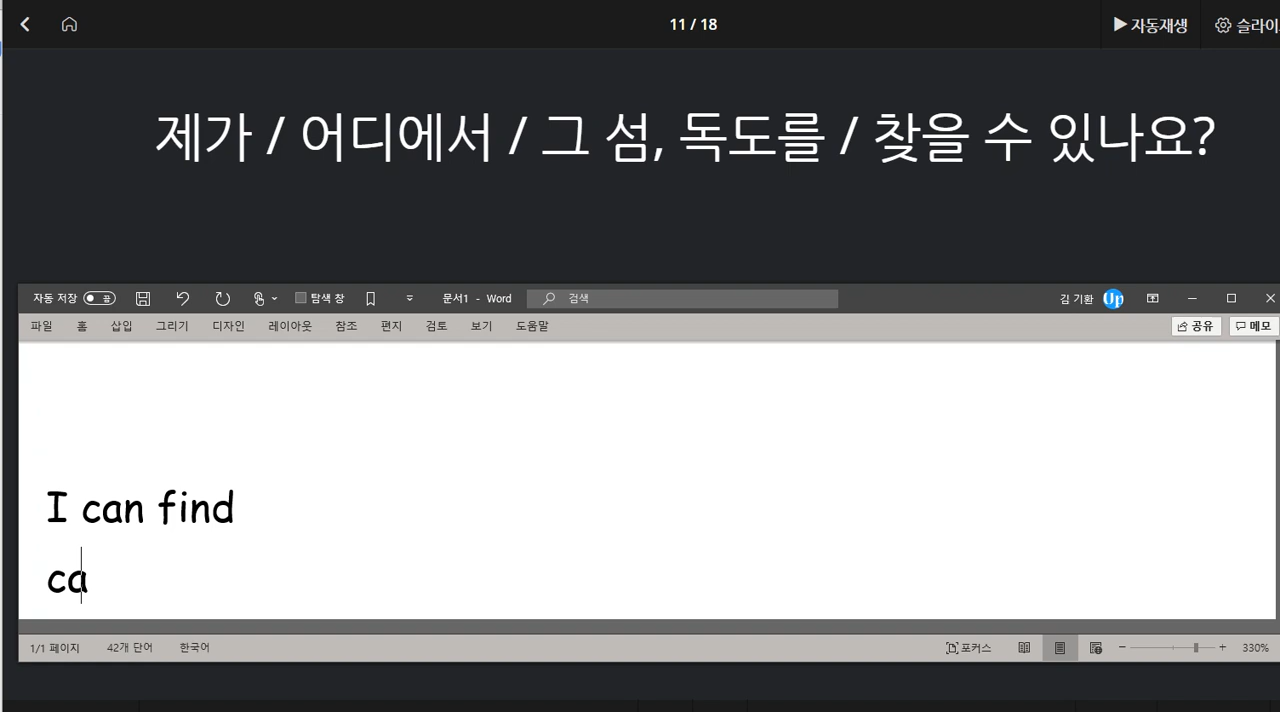 11 / 18
자동재생
슬라이
제가 / 어디에서 / 그 섬, 독도를 / 찾을 수 있나요?
자동 저장 끔 탐색 창 문서1 - Word 검색 김 기환 Up
파일 홈 삽입 그리기 디자인 레이아웃 참조 편지 검토 보기 도움말 공유 메모
I can find
ca
1/1 페이지 42개 단어 한국어 포커스 330%